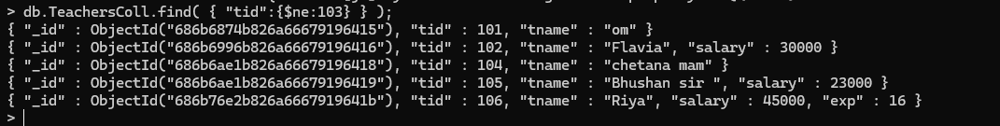 > db.TeachersColl.find( { "tid":{$ne:103} } );
{ "_id" : ObjectId("686b6874b826a66679196415"), "tid" : 101, "tname" : "om" }
{ "_id" : ObjectId("686b6996b826a66679196416"), "tid" : 102, "tname" : "Flavia", "salary" : 30000 }
{ "_id" : ObjectId("686b6ae1b826a66679196418"), "tid" : 104, "tname" : "chetana mam" }
{ "_id" : ObjectId("686b6ae1b826a66679196419"), "tid" : 105, "tname" : "Bhushan sir ", "salary" : 23000 }
{ "_id" : ObjectId("686b76e2b826a6667919641b"), "tid" : 106, "tname" : "Riya", "salary" : 45000, "exp" : 16 }
>